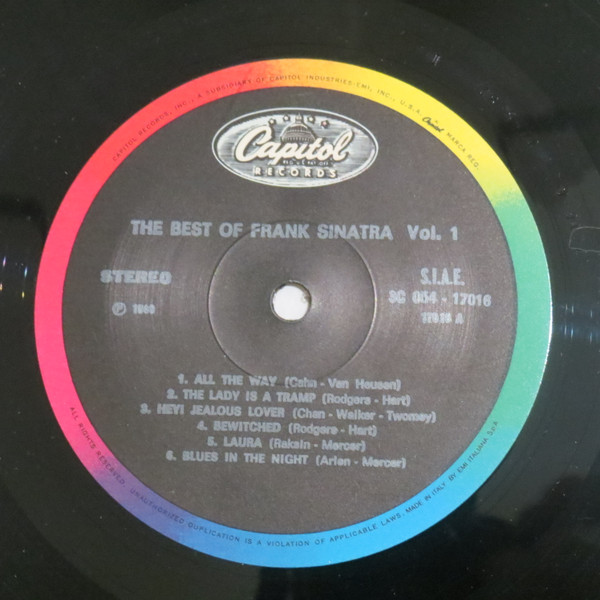 CAPITOL RECORDS, INC., A SUBSIDIARY OF CAPITOL INDUSTRIES-EMI, INC., U.S.A. Capitol MARCA REG.
Capitol
RECORDS
THE BEST OF FRANK SINATRA Vol. 1
STEREO
S.I.A.E.
3C 054 - 17016
℗
17016 A
1. ALL THE WAY (Cahn - Van Heusen)
2. THE LADY IS A TRAMP (Rodgers - Hart)
3. HEY! JEALOUS LOVER (Chan - Walker - Twomey)
4. BEWITCHED (Rodgers - Hart)
5. LAURA (Raksin - Mercer)
6. BLUES IN THE NIGHT (Arlen - Mercer)
ALL RIGHTS RESERVED. UNAUTHORIZED DUPLICATION IS A VIOLATION OF APPLICABLE LAWS. MADE IN ITALY BY EMI ITALIANA S.P.A.